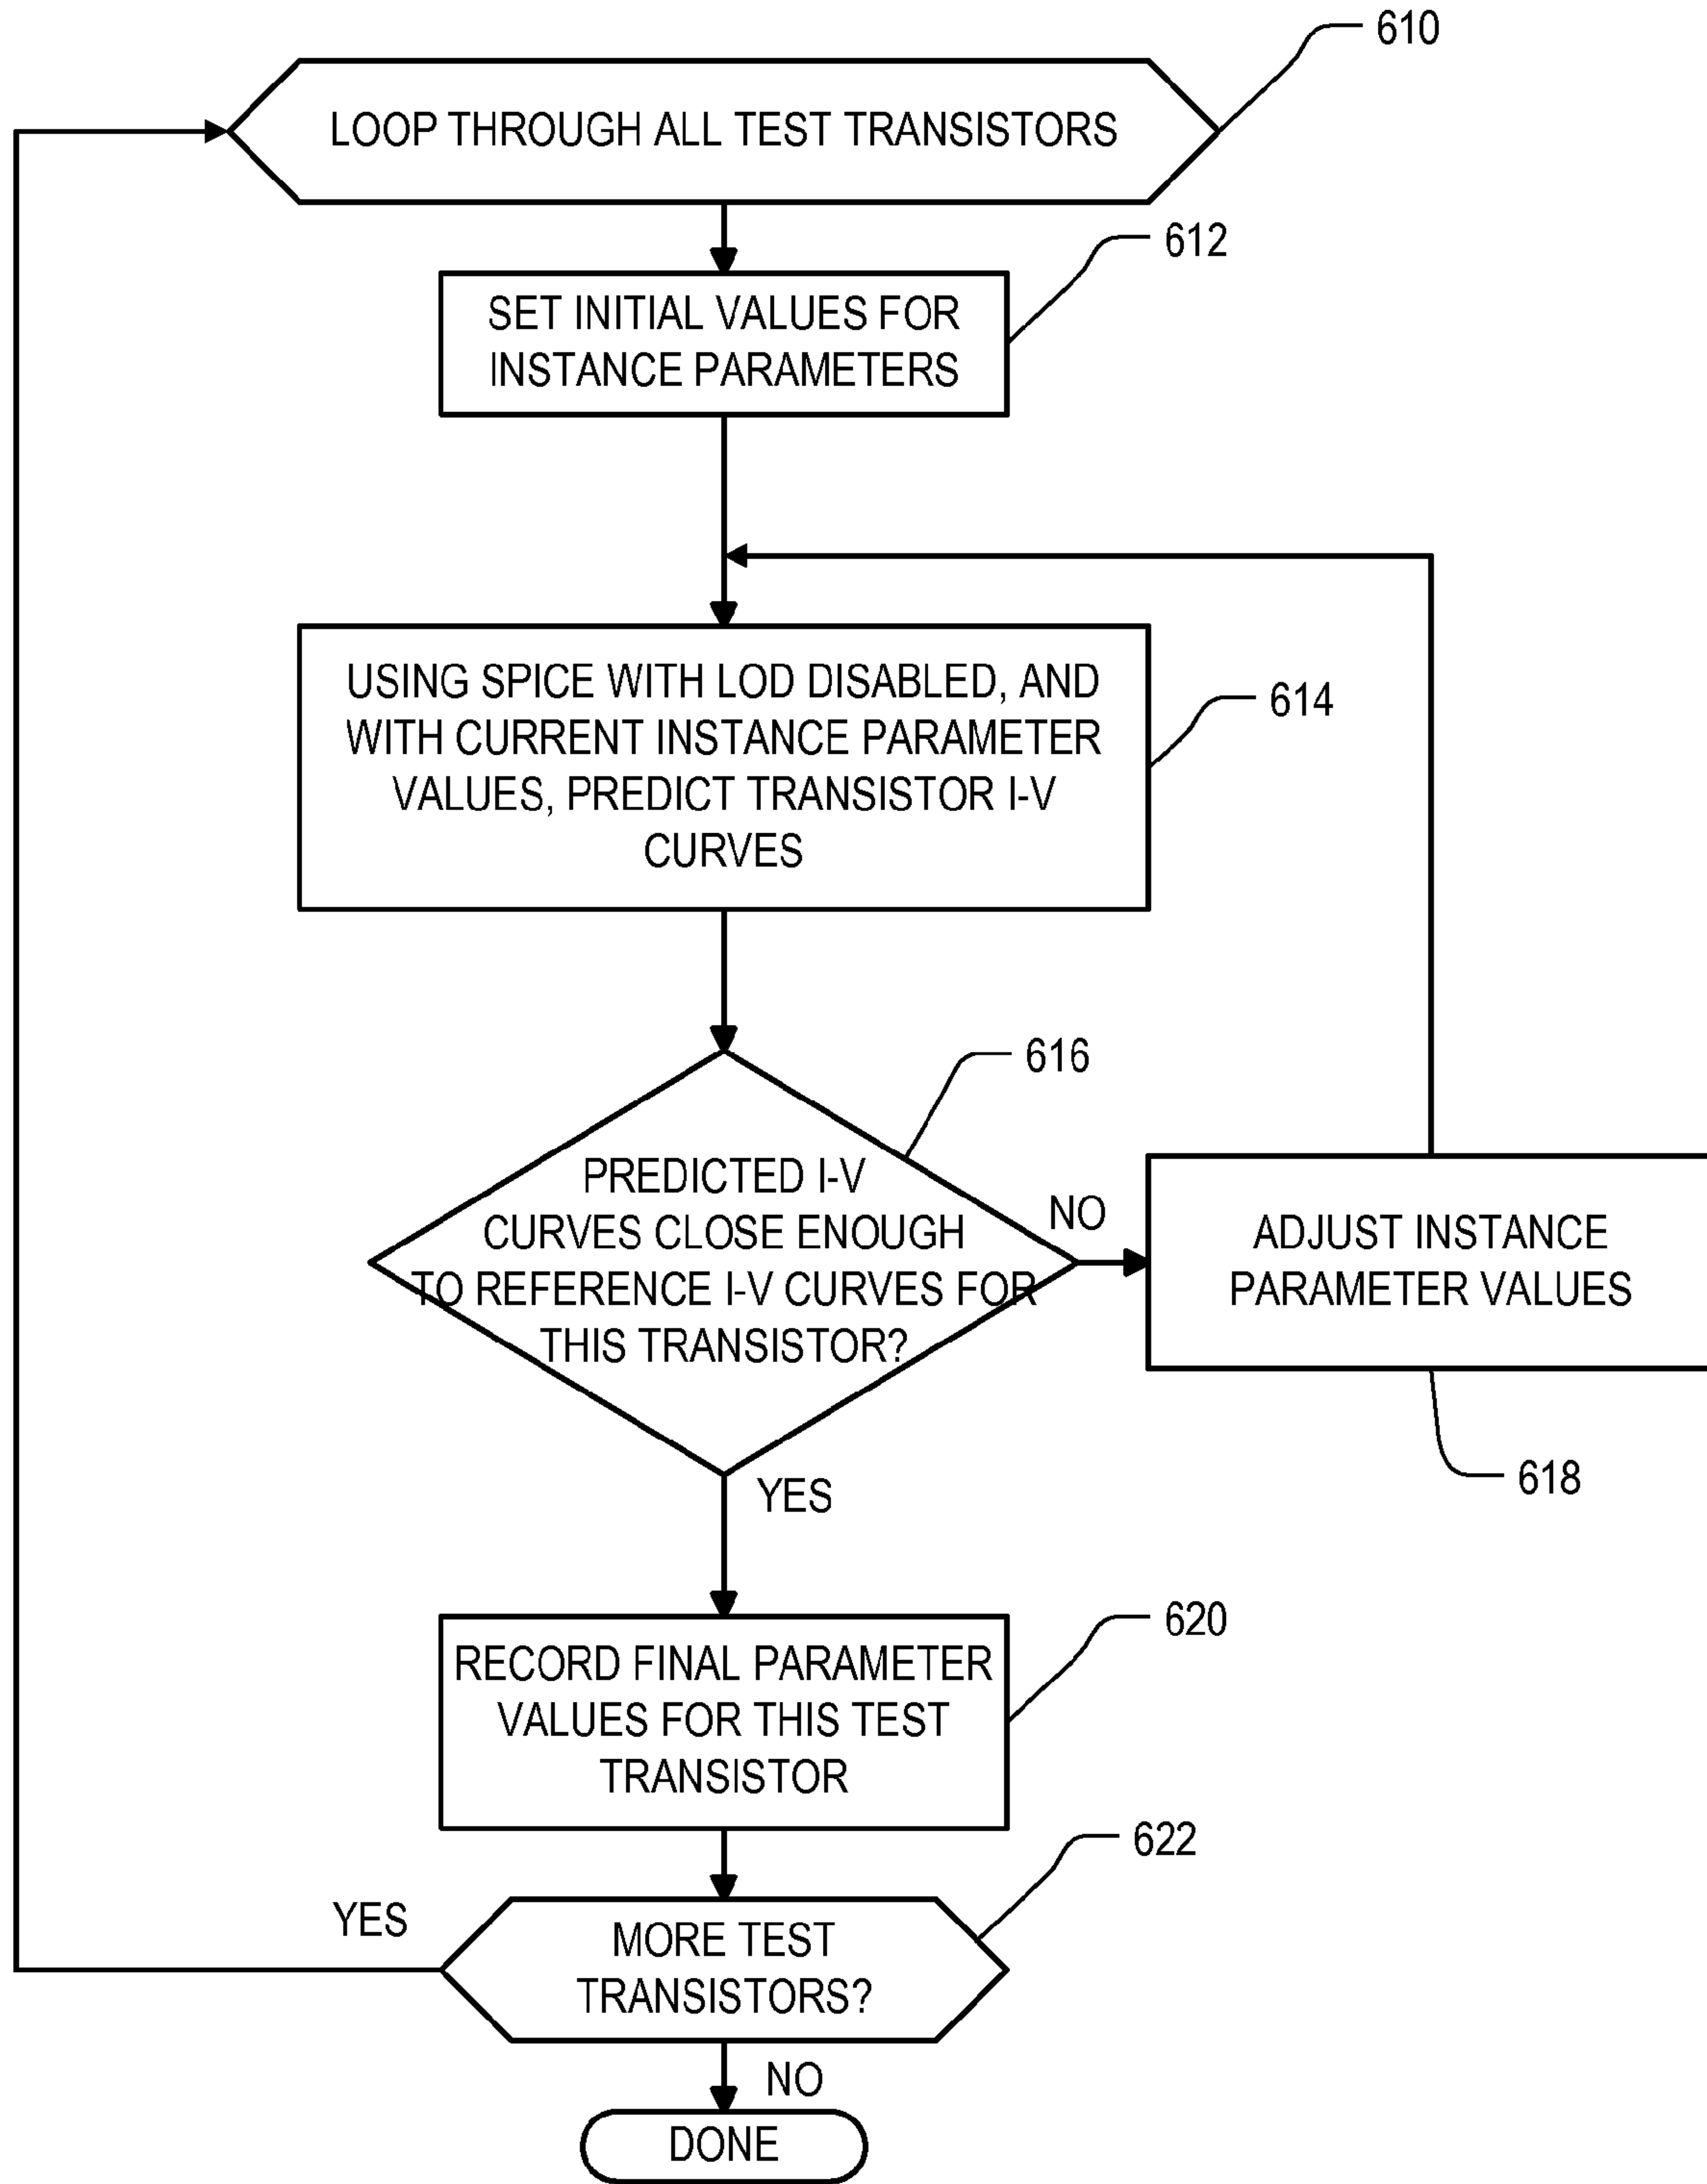 610
LOOP THROUGH ALL TEST TRANSISTORS
612
SET INITIAL VALUES FOR
INSTANCE PARAMETERS
USING SPICE WITH LOD DISABLED, AND
WITH CURRENT INSTANCE PARAMETER
VALUES, PREDICT TRANSISTOR I-V
CURVES
614
616
PREDICTED I-V
CURVES CLOSE ENOUGH
TO REFERENCE I-V CURVES FOR
THIS TRANSISTOR?
NO
ADJUST INSTANCE
PARAMETER VALUES
618
YES
620
RECORD FINAL PARAMETER
VALUES FOR THIS TEST
TRANSISTOR
622
YES
MORE TEST
TRANSISTORS?
NO
DONE